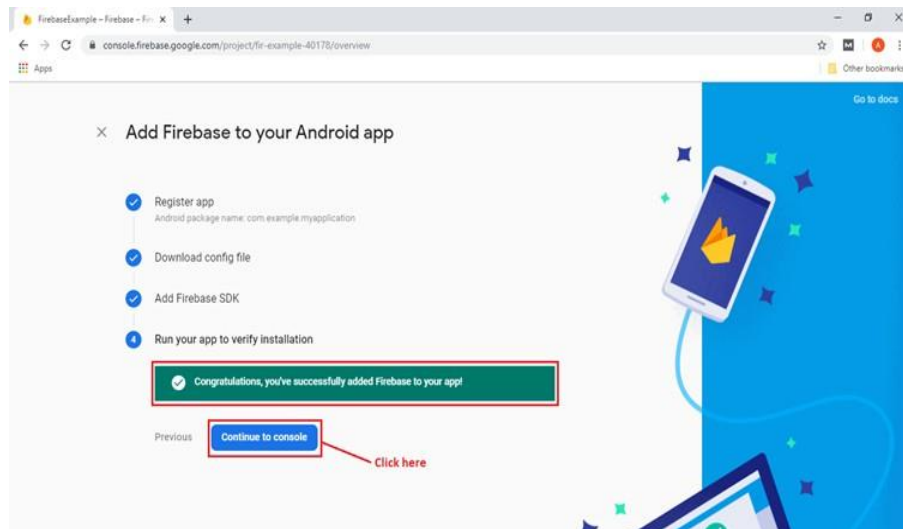 FirebaseExample – Firebase – Fire
console.firebase.google.com/project/fir-example-40178/overview
Apps
Other bookmarks
Go to docs
Add Firebase to your Android app
Register app
Android package name: com.example.myapplication
Download config file
Add Firebase SDK
4 Run your app to verify installation
Congratulations, you've successfully added Firebase to your app!
Previous Continue to console
Click here